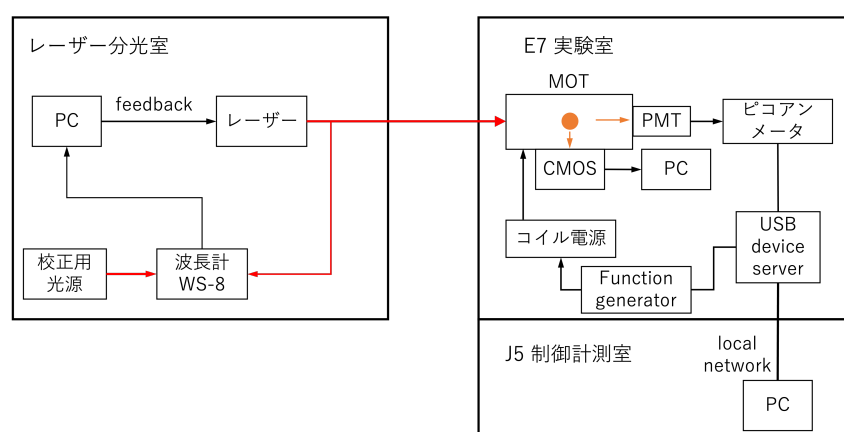 レーザー分光室
PC
feedback
レーザー
校正用
光源
波長計
WS-8
E7 実験室
MOT
PMT
ピコアン
メータ
CMOS
PC
コイル電源
USB
device
server
Function
generator
J5 制御計測室
local
network
PC